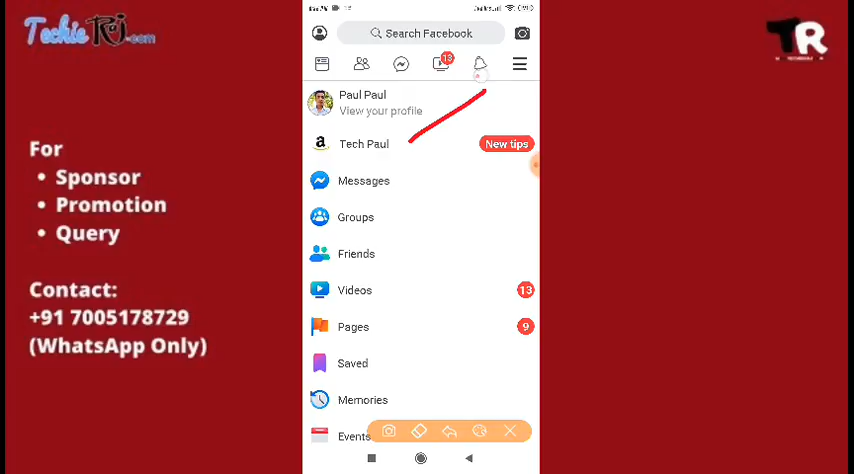 TechieRJ.com
For
• Sponsor
• Promotion
• Query
Contact:
+91 7005178729
(WhatsApp Only)
Search Facebook
13
Paul Paul
View your profile
Tech Paul
New tips
Messages
Groups
Friends
Videos
13
Pages
9
Saved
Memories
Events
TR